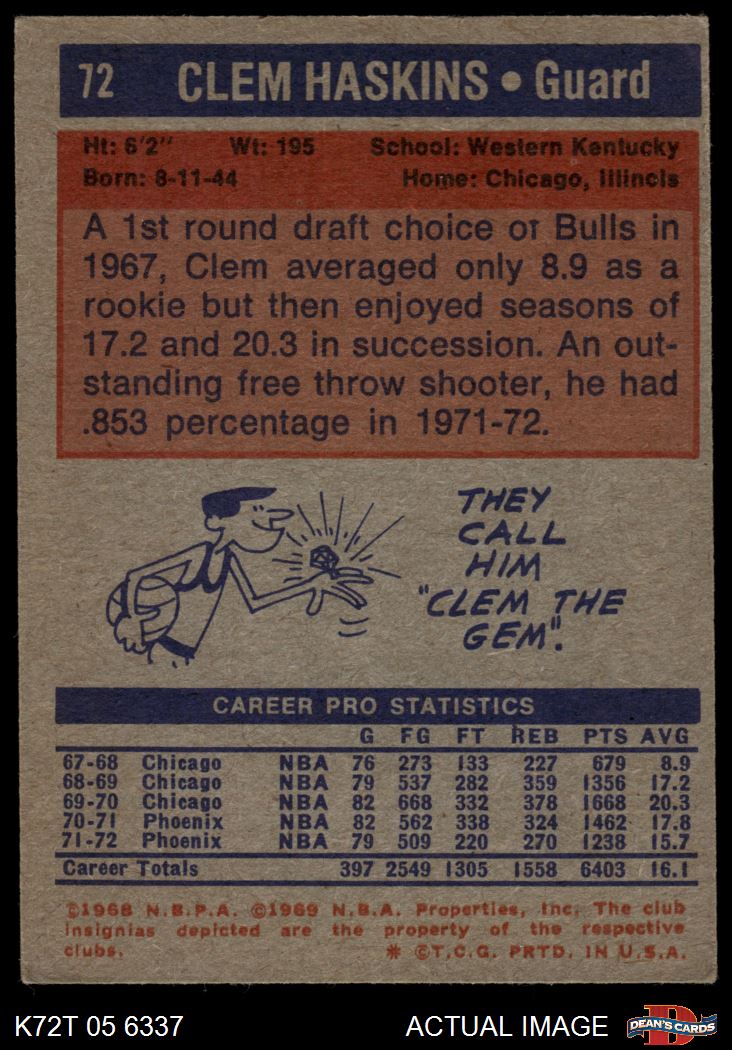 72 CLEM HASKINS • Guard
Ht: 6'2" Wt: 195 School: Western Kentucky
Born: 8-11-44 Home: Chicago, Illinois
A 1st round draft choice of Bulls in
1967, Clem averaged only 8.9 as a
rookie but then enjoyed seasons of
17.2 and 20.3 in succession. An out-
standing free throw shooter, he had
.853 percentage in 1971-72.
THEY
CALL
HIM
"CLEM THE
GEM".
CAREER PRO STATISTICS
G FG FT REB PTS AVG
67-68 Chicago NBA 76 273 133 227 679 8.9
68-69 Chicago NBA 79 537 282 359 1356 17.2
69-70 Chicago NBA 82 668 332 378 1668 20.3
70-71 Phoenix NBA 82 562 338 324 1462 17.8
71-72 Phoenix NBA 79 509 220 270 1238 15.7
Career Totals 397 2549 1305 1558 6403 16.1
©1968 N.B.P.A. ©1969 N.B.A. Properties, Inc. The club
insignias depicted are the property of the respective
clubs. * ©T.C.G. PRTD. IN U.S.A.
K72T 05 6337 ACTUAL IMAGE DEAN'S CARDS